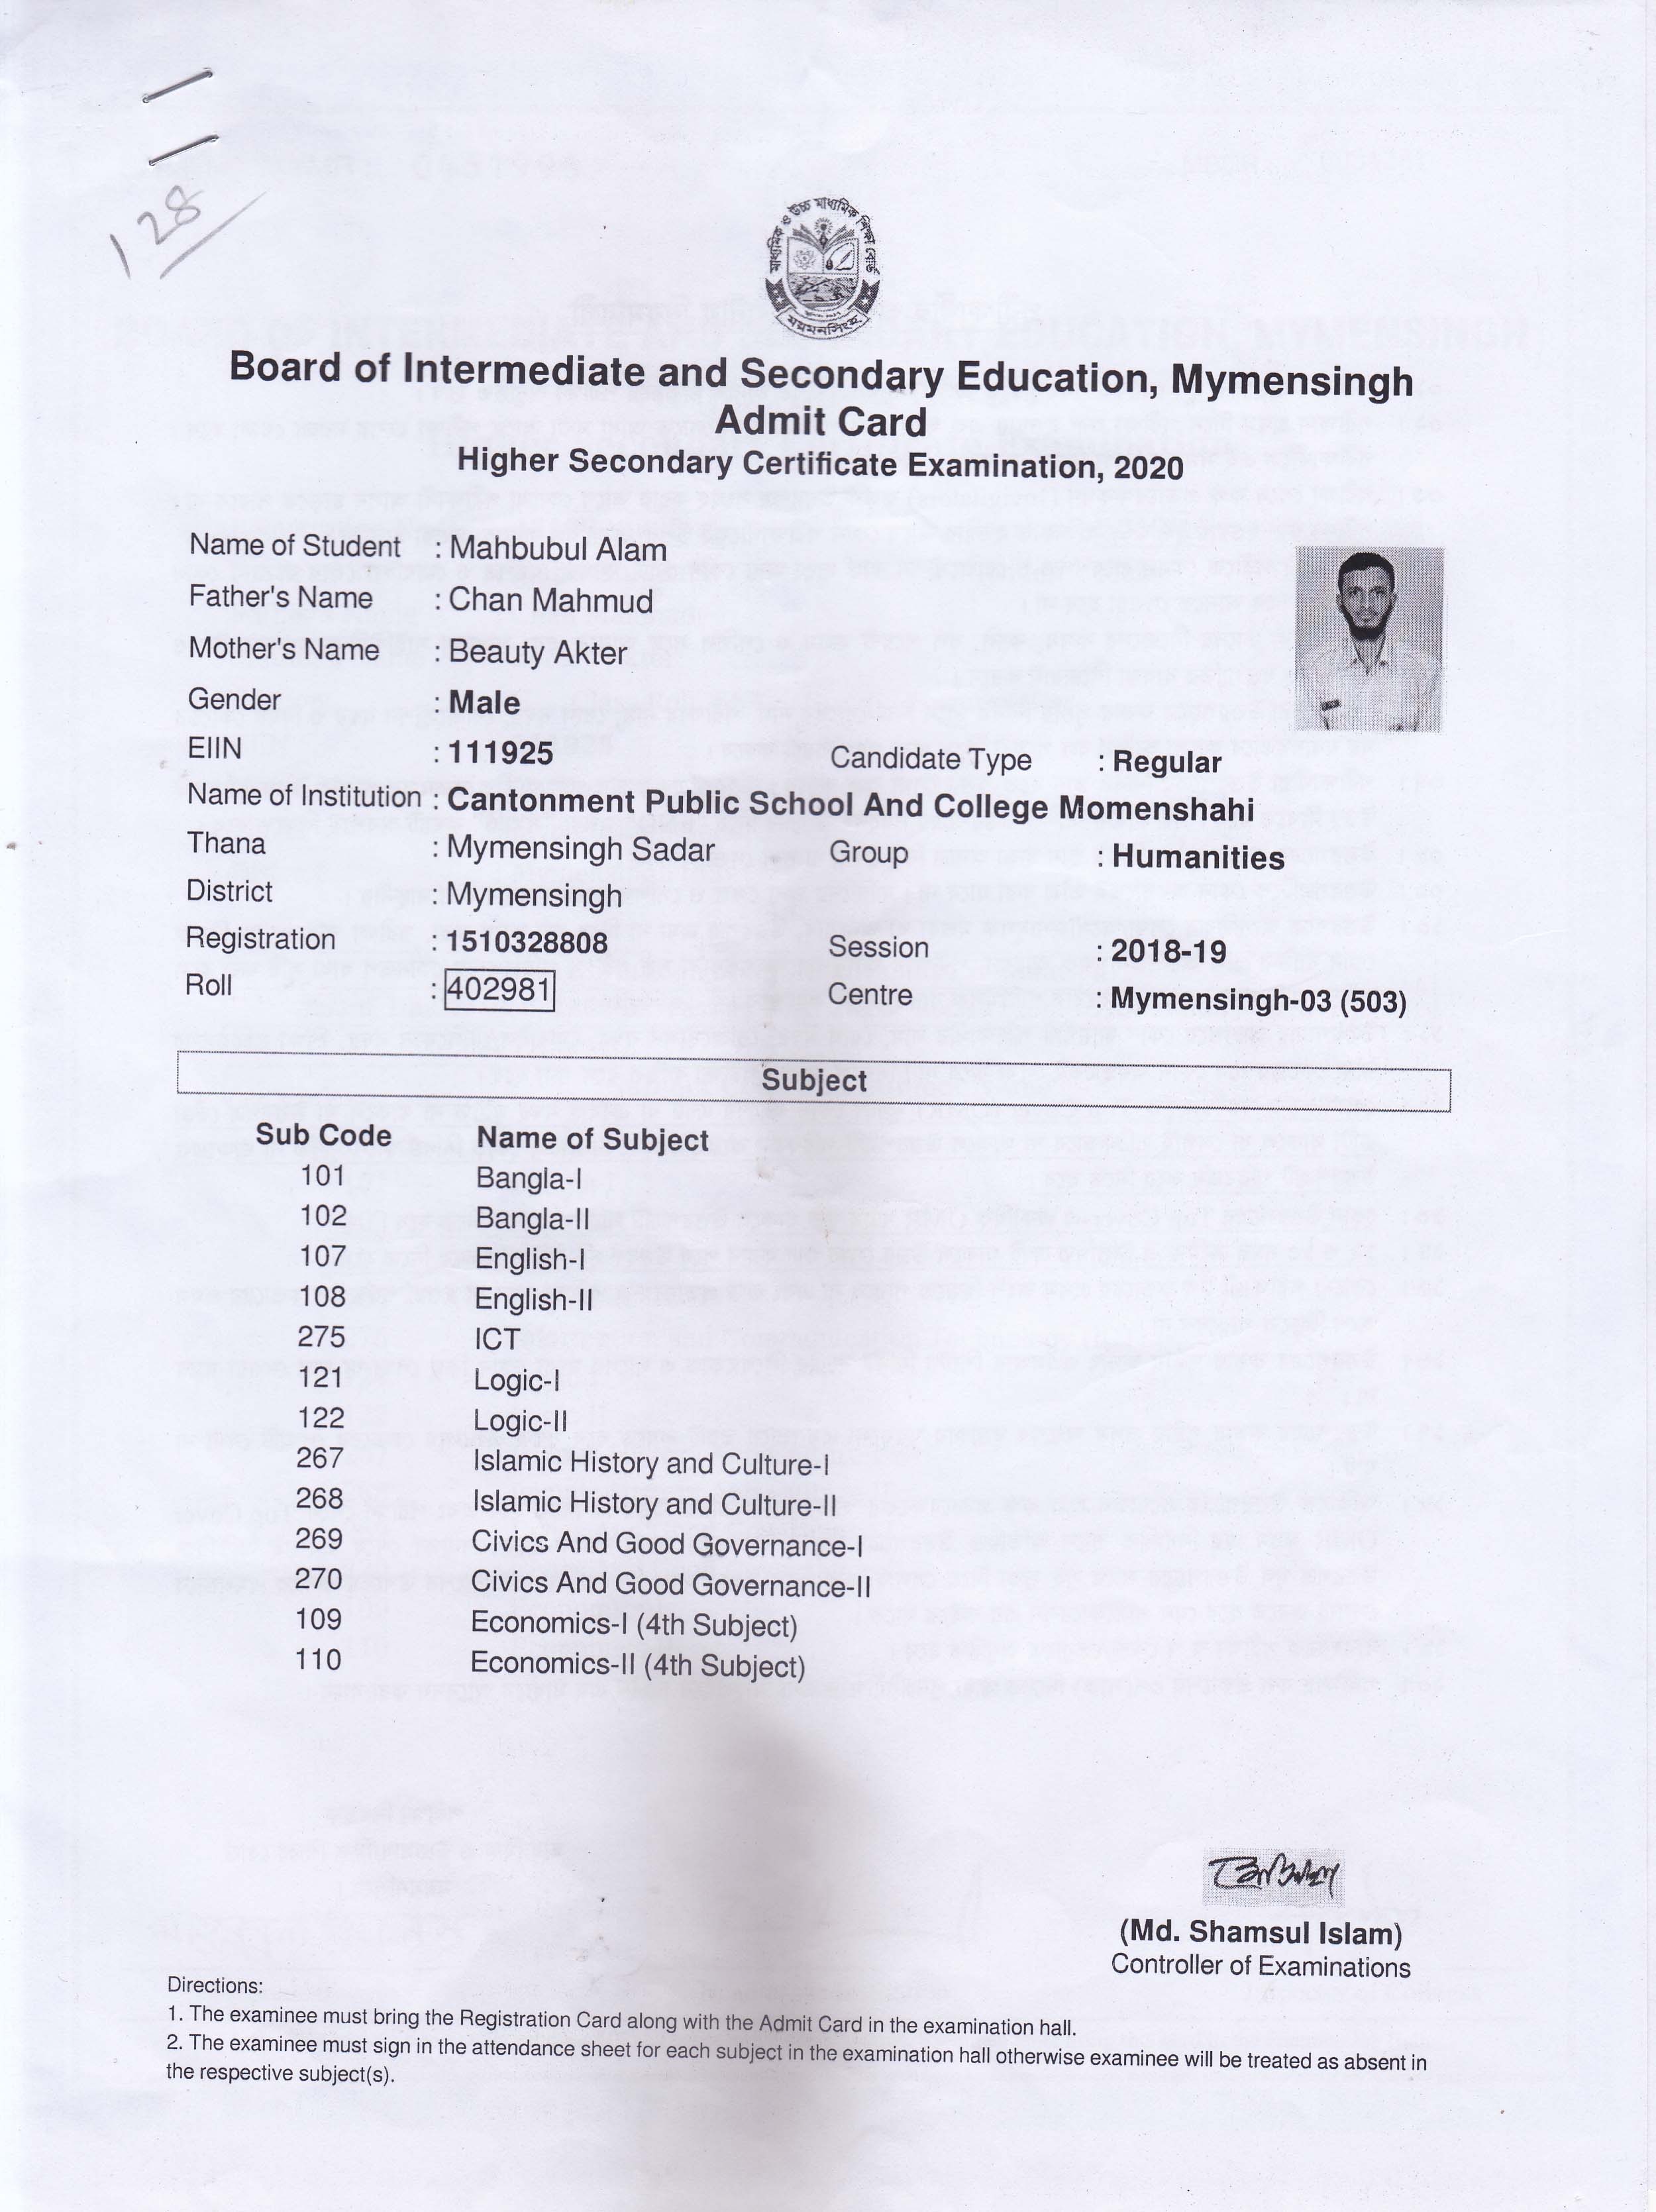 128
মাধ্যমিক ও উচ্চ মাধ্যমিক শিক্ষা বোর্ড
ময়মনসিংহ
Board of Intermediate and Secondary Education, Mymensingh
Admit Card
Higher Secondary Certificate Examination, 2020
Name of Student : Mahbubul Alam
Father's Name : Chan Mahmud
Mother's Name : Beauty Akter
Gender : Male
EIIN : 111925 Candidate Type : Regular
Name of Institution : Cantonment Public School And College Momenshahi
Thana : Mymensingh Sadar Group : Humanities
District : Mymensingh
Registration : 1510328808 Session : 2018-19
Roll : 402981 Centre : Mymensingh-03 (503)
Subject
Sub Code Name of Subject
101 Bangla-I
102 Bangla-II
107 English-I
108 English-II
275 ICT
121 Logic-I
122 Logic-II
267 Islamic History and Culture-I
268 Islamic History and Culture-II
269 Civics And Good Governance-I
270 Civics And Good Governance-II
109 Economics-I (4th Subject)
110 Economics-II (4th Subject)
(Md. Shamsul Islam)
Controller of Examinations
Directions:
1. The examinee must bring the Registration Card along with the Admit Card in the examination hall.
2. The examinee must sign in the attendance sheet for each subject in the examination hall otherwise examinee will be treated as absent in
the respective subject(s).